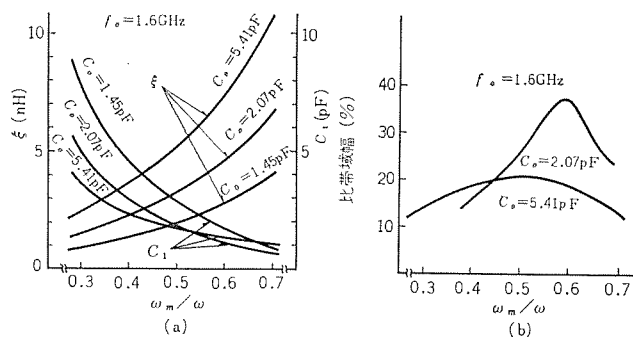 f₀=1.6GHz
10
5
0
ξ (nH)
C₀=1.45pF
C₀=2.07pF
C₀=5.41pF
ξ
C₀=5.41pF
C₀=2.07pF
C₀=1.45pF
C₁
10
5
C₁(pF)
0.3 0.4 0.5 0.6 0.7
ωₘ/ω
(a)
f₀=1.6GHz
40
30
20
10
比帯域幅 (%)
C₀=2.07pF
C₀=5.41pF
0.3 0.4 0.5 0.6 0.7
ωₘ/ω
(b)